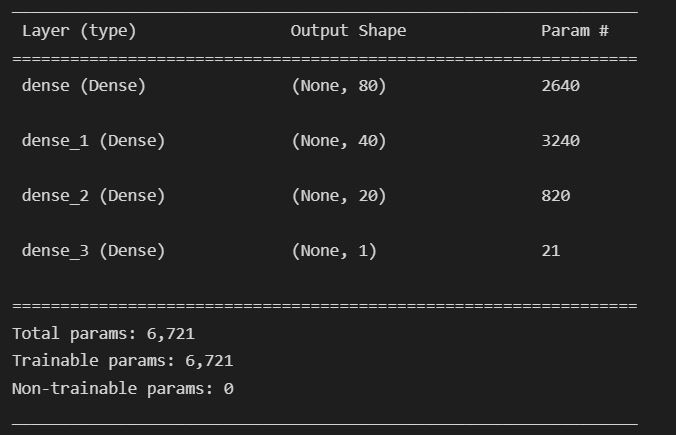 Layer (type) Output Shape Param #
dense (Dense) (None, 80) 2640
dense_1 (Dense) (None, 40) 3240
dense_2 (Dense) (None, 20) 820
dense_3 (Dense) (None, 1) 21
Total params: 6,721
Trainable params: 6,721
Non-trainable params: 0